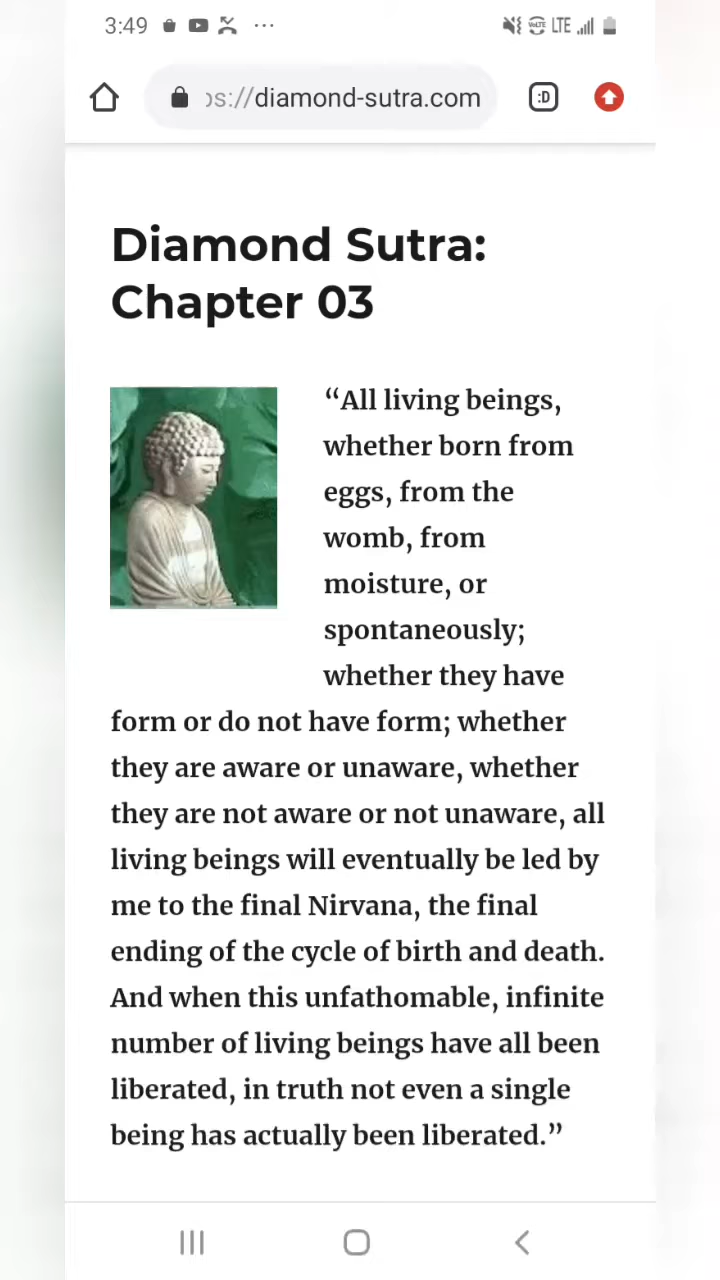 3:49
VoLTE LTE
ps://diamond-sutra.com
:D
Diamond Sutra:
Chapter 03
“All living beings,
whether born from
eggs, from the
womb, from
moisture, or
spontaneously;
whether they have
form or do not have form; whether
they are aware or unaware, whether
they are not aware or not unaware, all
living beings will eventually be led by
me to the final Nirvana, the final
ending of the cycle of birth and death.
And when this unfathomable, infinite
number of living beings have all been
liberated, in truth not even a single
being has actually been liberated.”